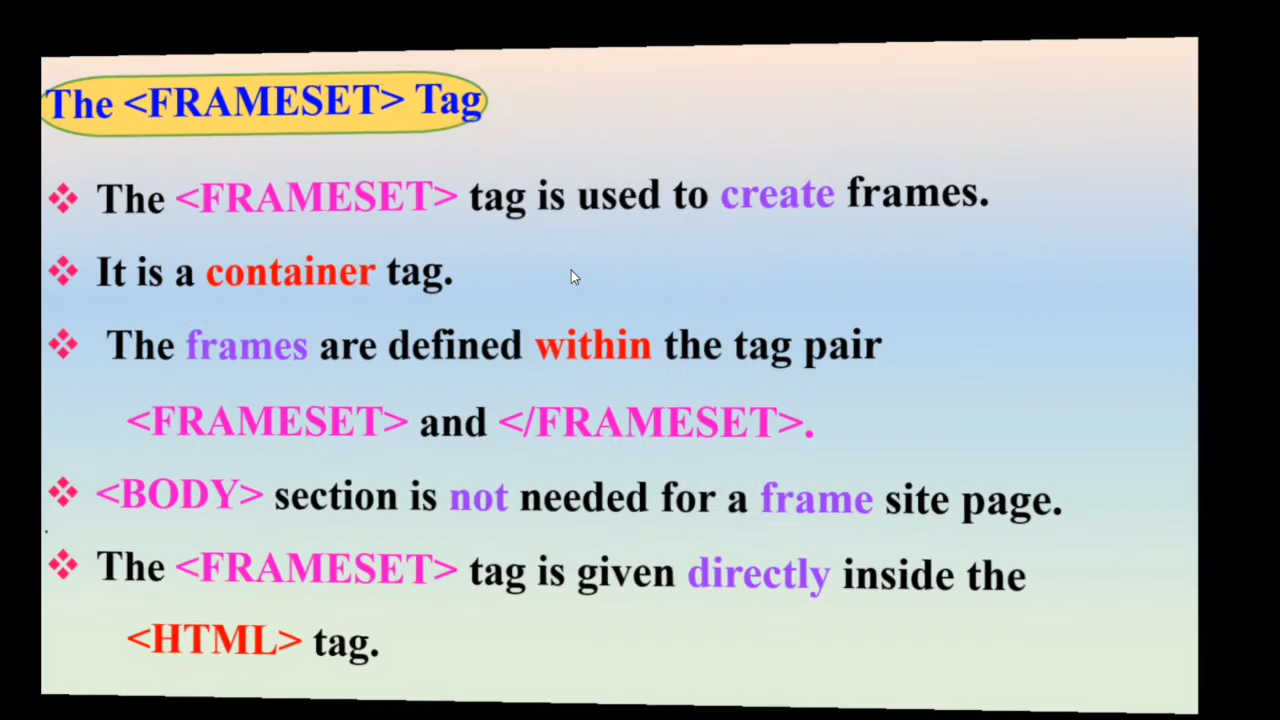 The <FRAMESET> Tag
The <FRAMESET> tag is used to create frames.
It is a container tag.
The frames are defined within the tag pair
<FRAMESET> and </FRAMESET>.
<BODY> section is not needed for a frame site page.
The <FRAMESET> tag is given directly inside the
<HTML> tag.